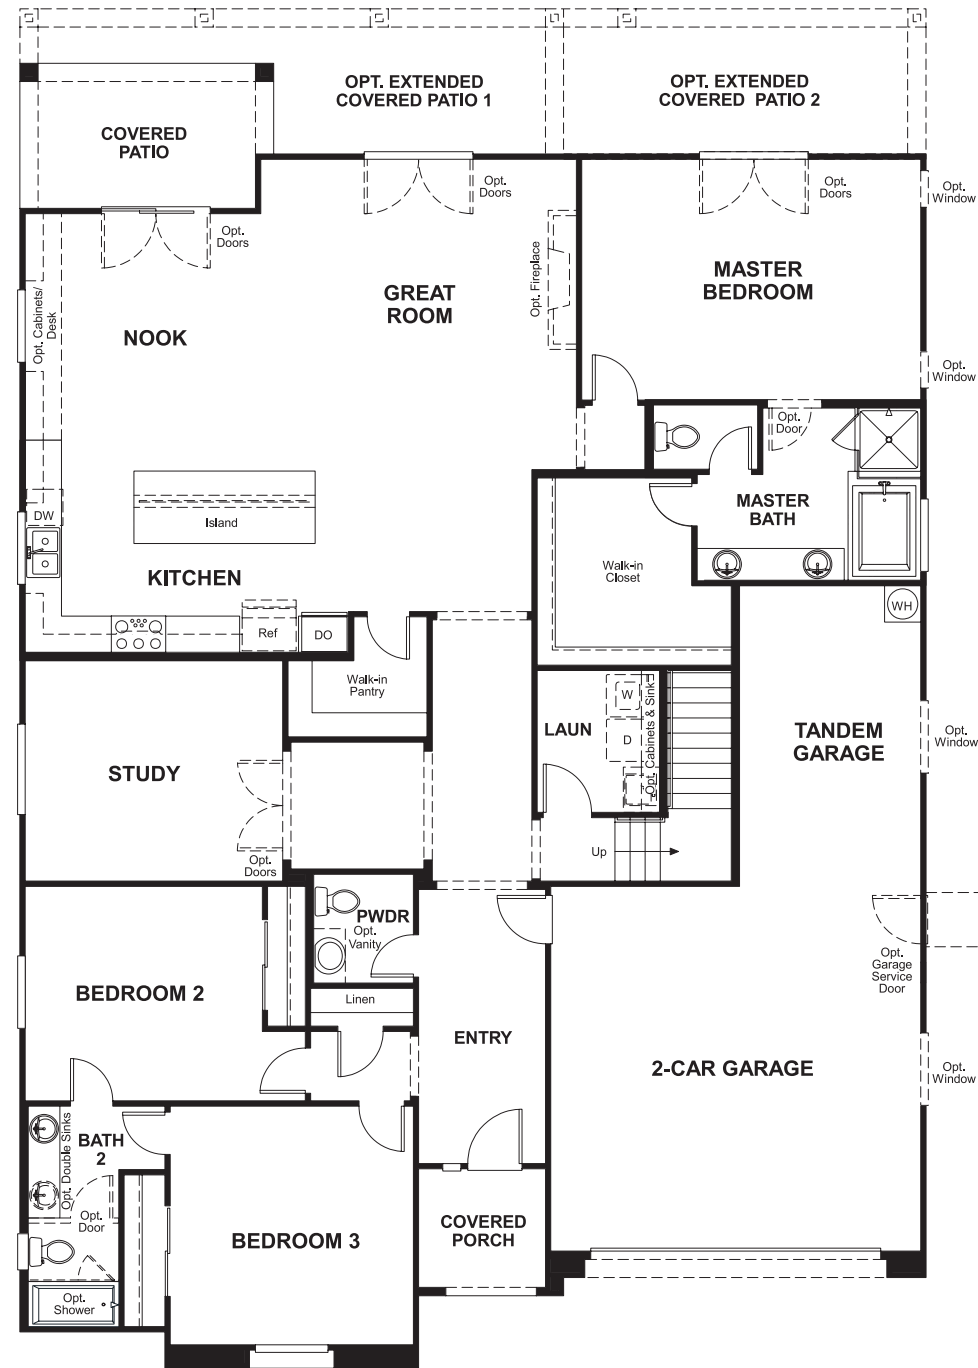 OPT. EXTENDED
COVERED PATIO 1
OPT. EXTENDED
COVERED PATIO 2
COVERED
PATIO
Opt.
Doors
Opt.
Doors
Opt.
Window
Opt.
Doors
Opt. Cabinets/
Desk
NOOK
GREAT
ROOM
Opt. Fireplace
MASTER
BEDROOM
Opt.
Window
Opt.
Door
DW
Island
KITCHEN
MASTER
BATH
Walk-in
Closet
Ref
DO
WH
Walk-in
Pantry
LAUN
W
D
Opt. Cabinets & Sink
TANDEM
GARAGE
Opt.
Window
STUDY
Opt.
Doors
Up
PWDR
Opt.
Vanity
Opt.
Garage
Service
Door
BEDROOM 2
Linen
ENTRY
2-CAR GARAGE
Opt.
Window
Opt. Double Sinks
BATH
2
Opt.
Door
BEDROOM 3
COVERED
PORCH
Opt.
Shower